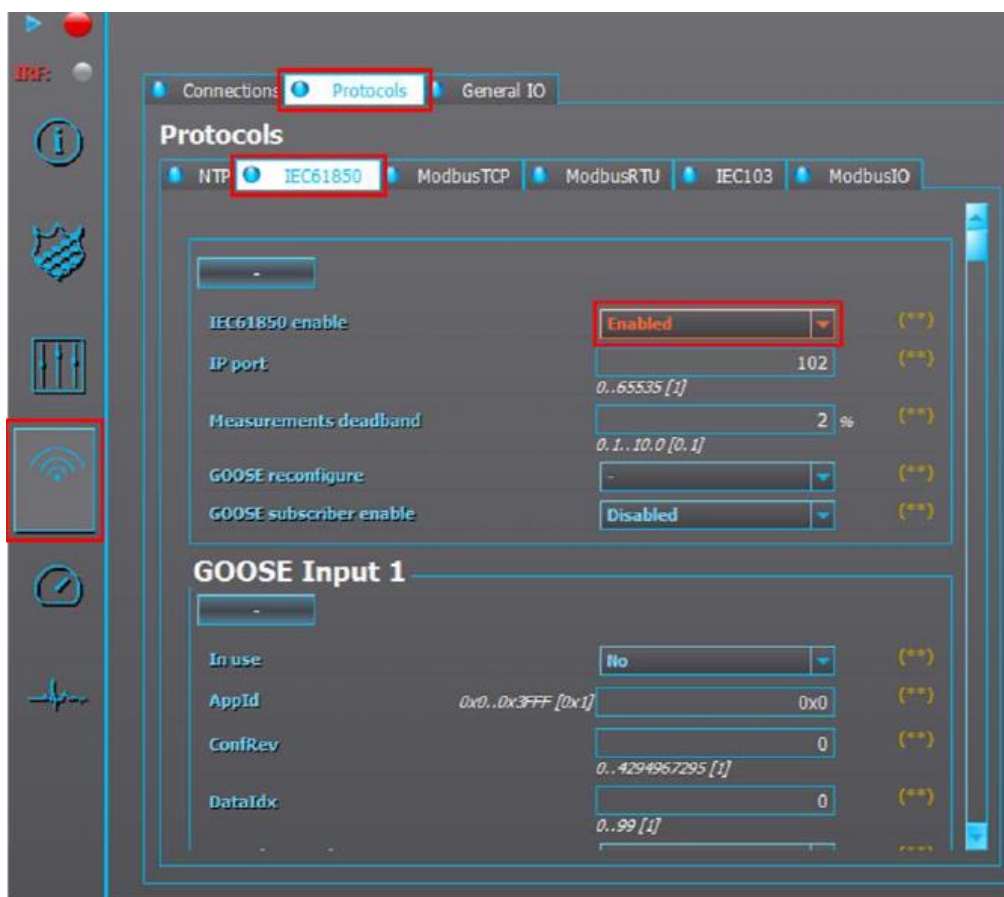 IRF:
Connections Protocols General IO
Protocols
NTP IEC61850 ModbusTCP ModbusRTU IEC103 ModbusIO
-
IEC61850 enable Enabled (**)
IP port 102 (**)
0..65535 [1]
Measurements deadband 2 % (**)
0.1..10.0 [0.1]
GOOSE reconfigure - (**)
GOOSE subscriber enable Disabled (**)
GOOSE Input 1
-
In use No (**)
AppId 0x0..0x3FFF [0x1] 0x0 (**)
ConfRev 0 (**)
0..4294967295 [1]
DataIdx 0 (**)
0..99 [1]